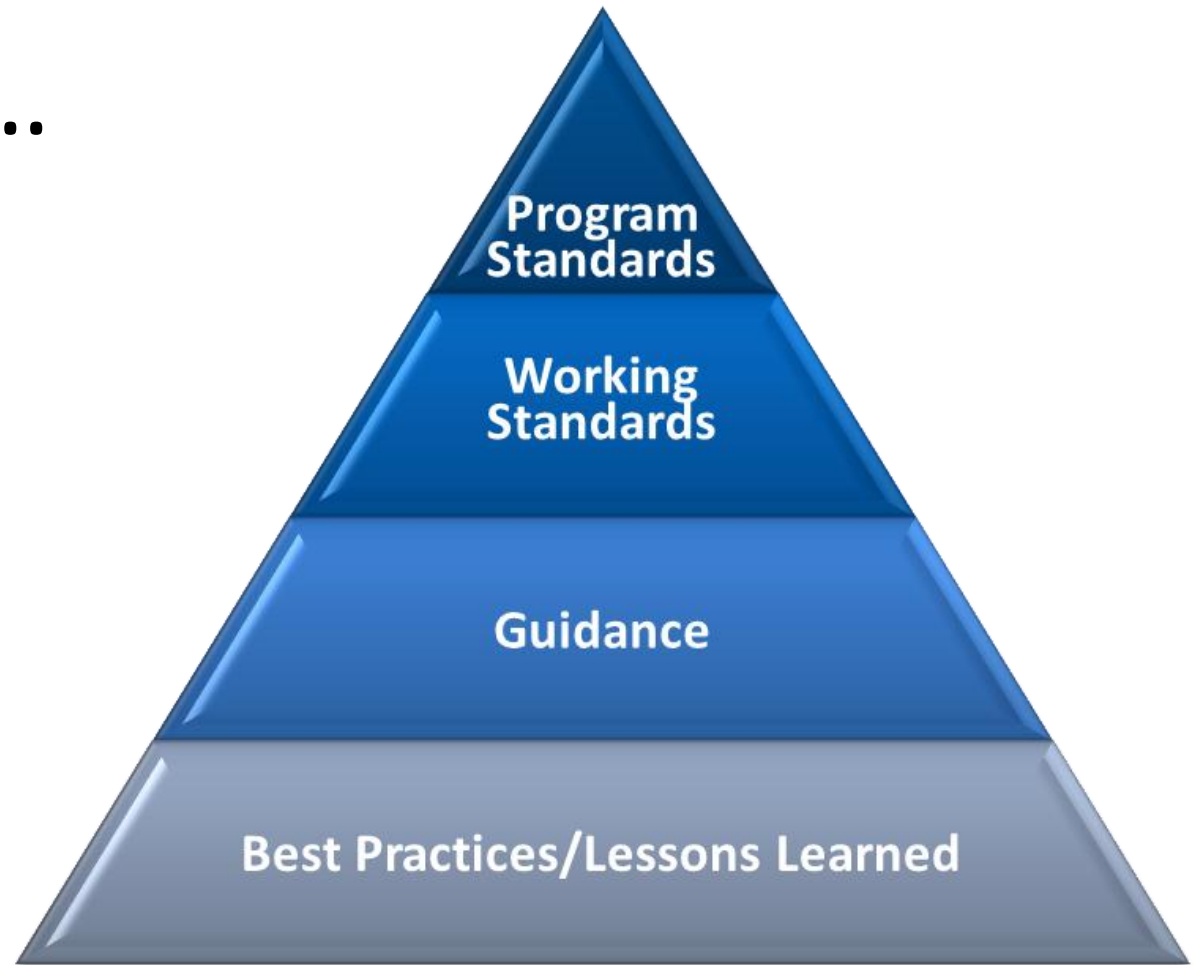 ..
Program
Standards
Working
Standards
Guidance
Best Practices/Lessons Learned